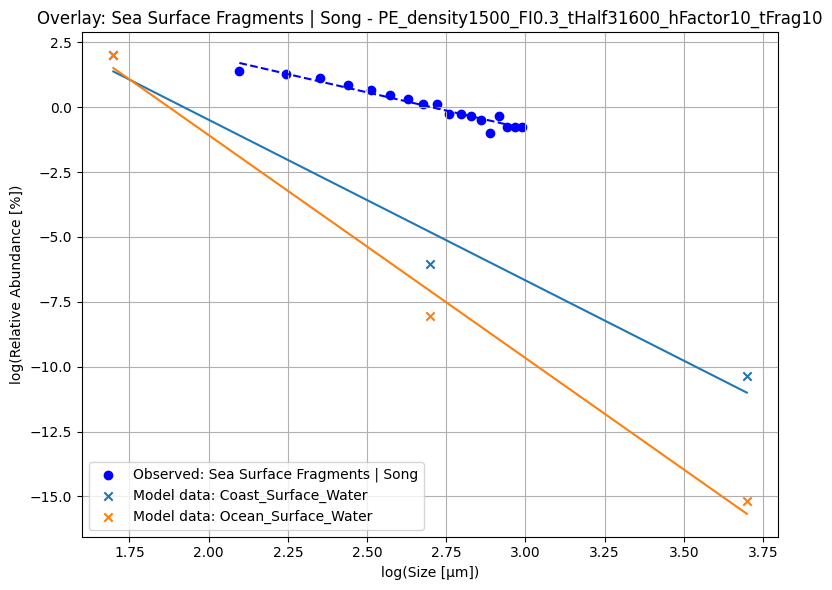 Overlay: Sea Surface Fragments | Song - PE_density1500_FI0.3_tHalf31600_hFactor10_tFrag10
2.5
0.0
−2.5
−5.0
−7.5
−10.0
−12.5
−15.0
log(Relative Abundance [%])
Observed: Sea Surface Fragments | Song
Model data: Coast_Surface_Water
Model data: Ocean_Surface_Water
1.75 2.00 2.25 2.50 2.75 3.00 3.25 3.50 3.75
log(Size [µm])